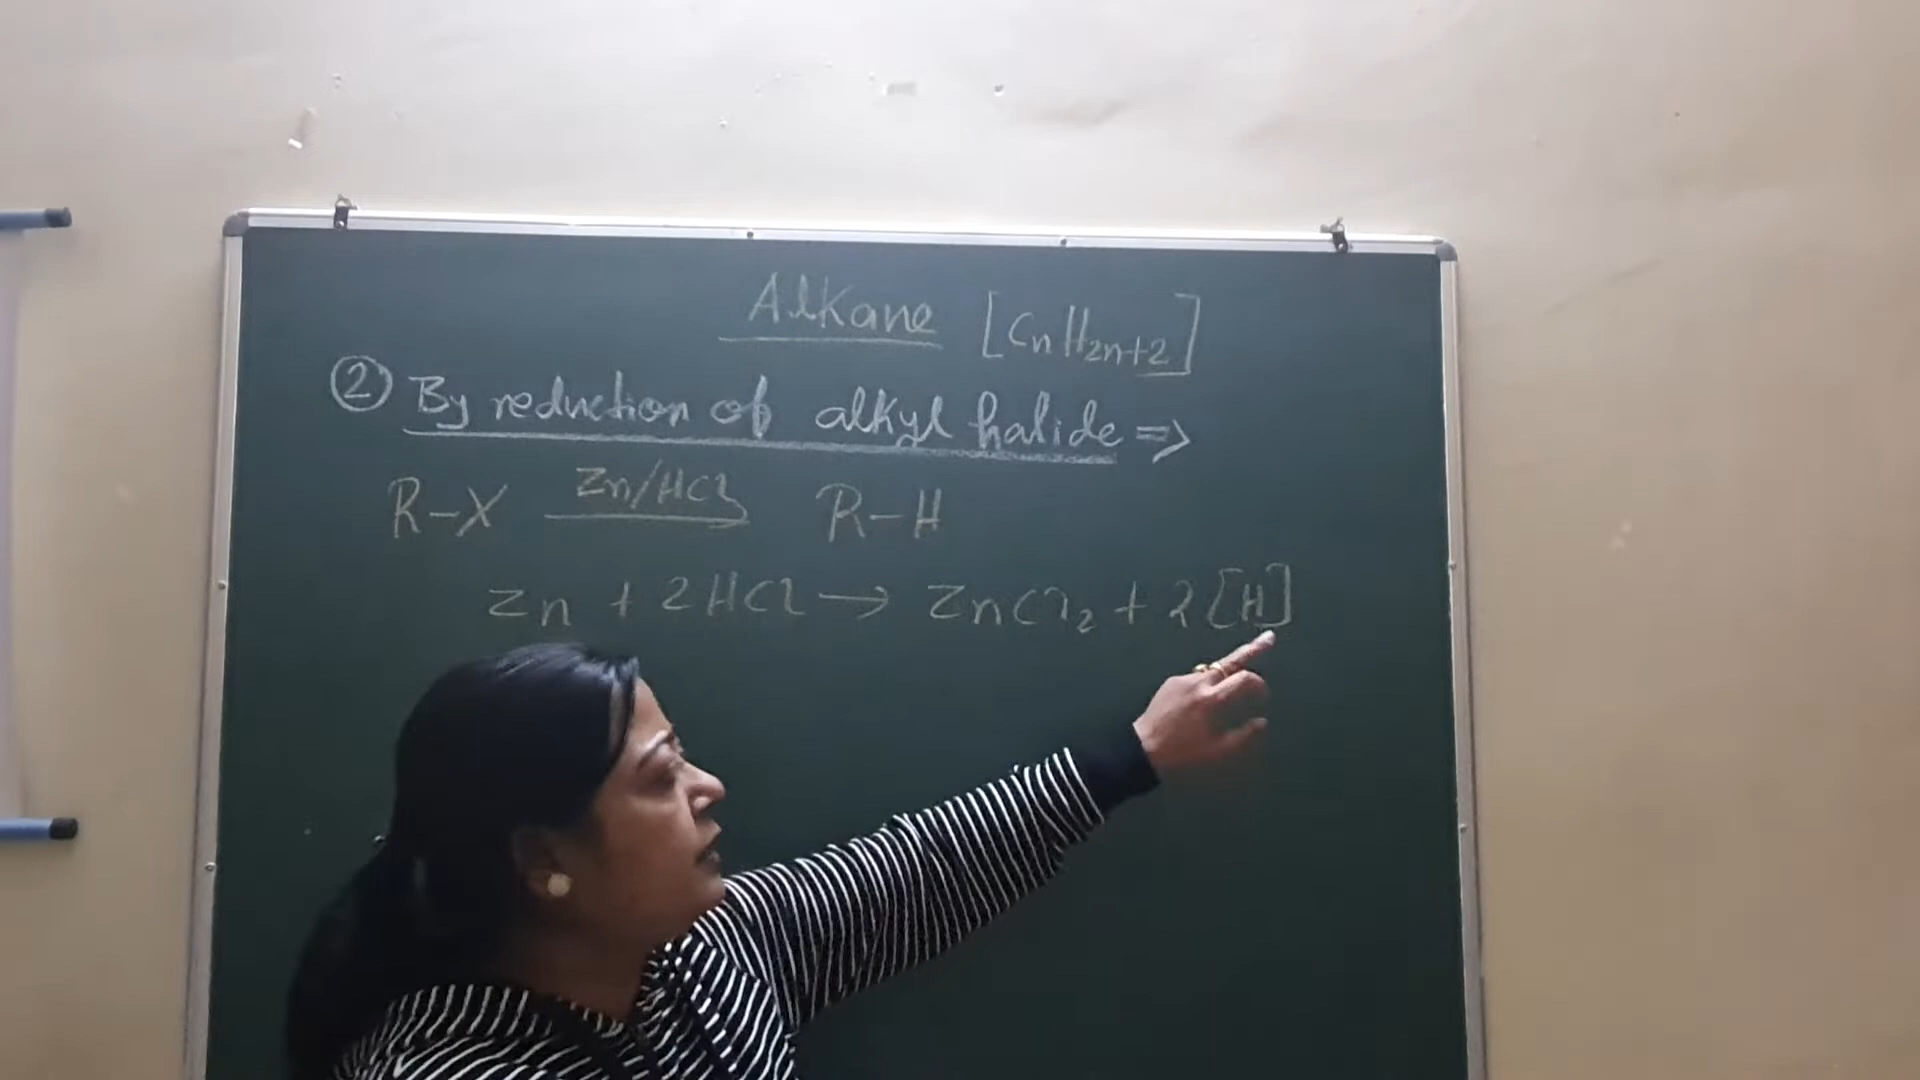 Alkane [CnH2n+2]
② By reduction of alkyl halide =>
R-X Zn/HCl R-H
Zn + 2HCl → ZnCl2 + 2[H]